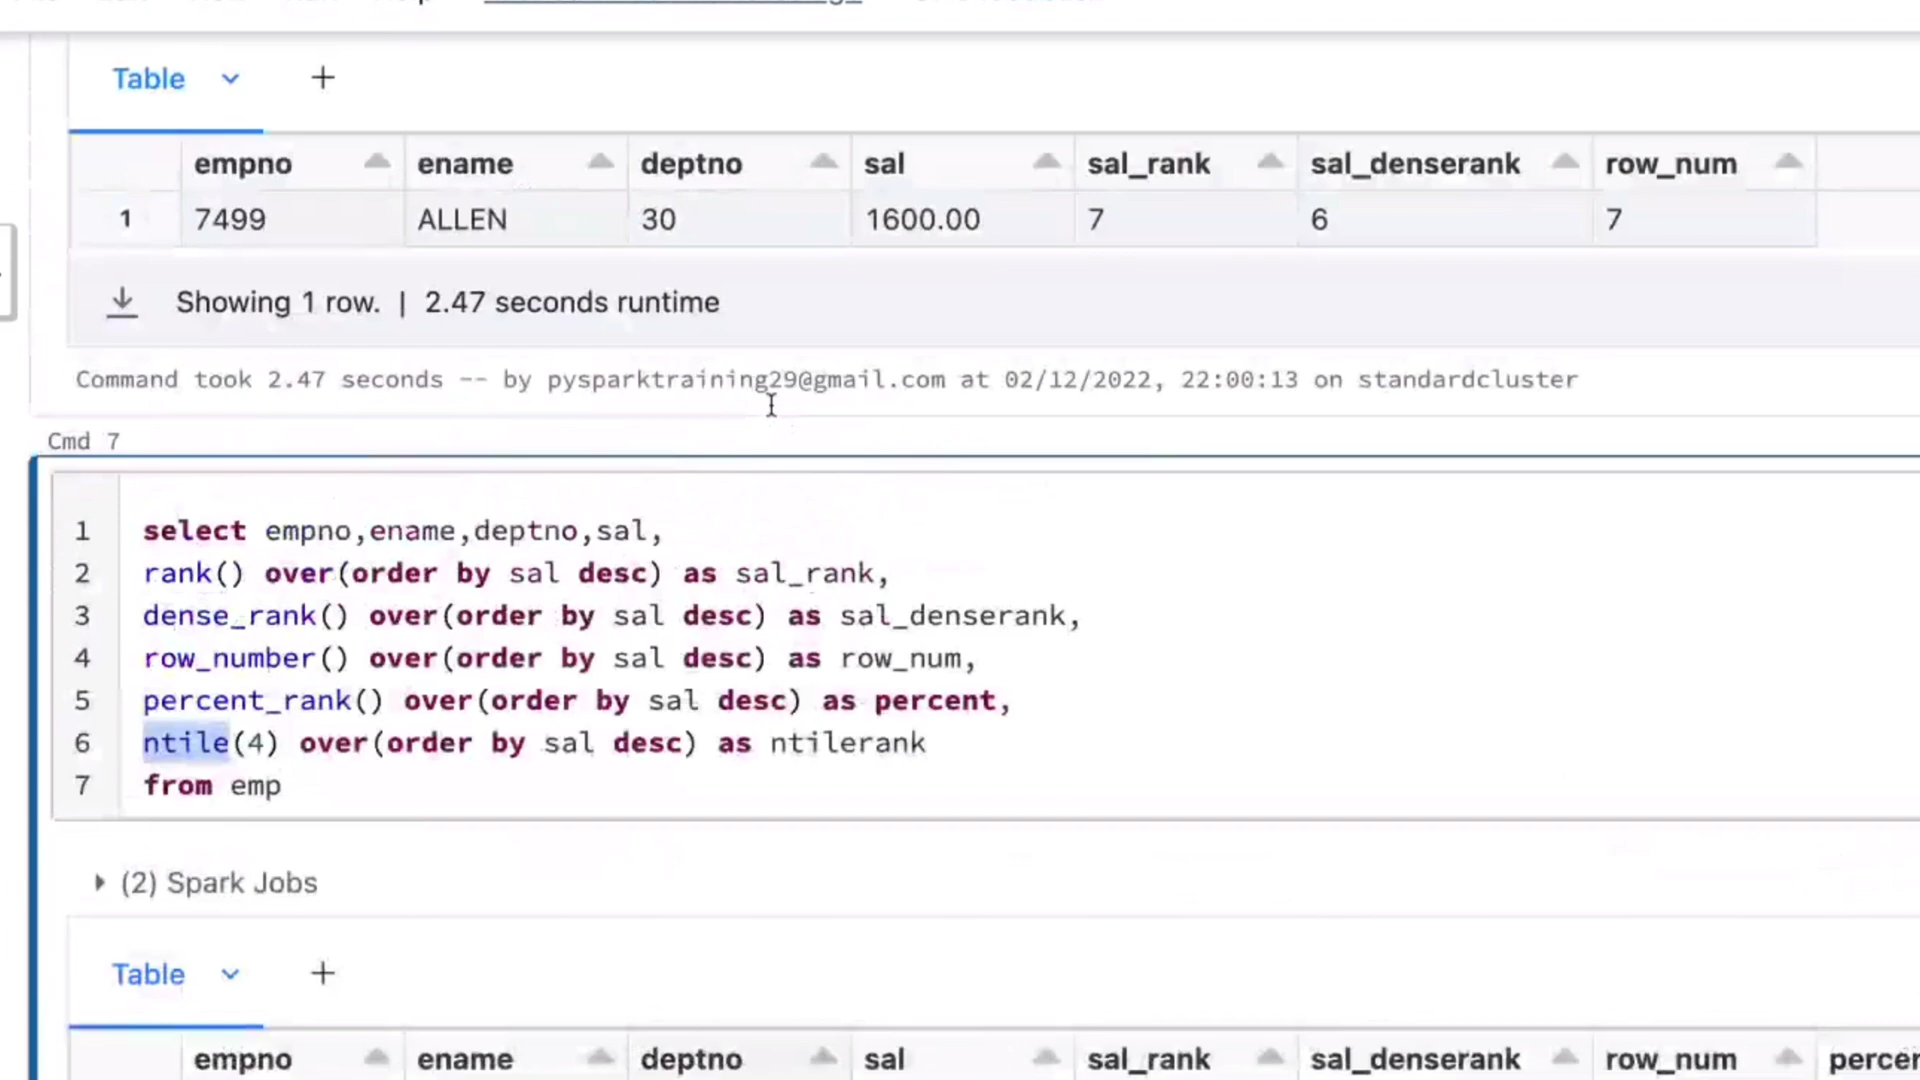 Table +
empno ename deptno sal sal_rank sal_denserank row_num
1 7499 ALLEN 30 1600.00 7 6 7
Showing 1 row. | 2.47 seconds runtime
Command took 2.47 seconds -- by pysparktraining29@gmail.com at 02/12/2022, 22:00:13 on standardcluster
Cmd 7
1 select empno,ename,deptno,sal,
2 rank() over(order by sal desc) as sal_rank,
3 dense_rank() over(order by sal desc) as sal_denserank,
4 row_number() over(order by sal desc) as row_num,
5 percent_rank() over(order by sal desc) as percent,
6 ntile(4) over(order by sal desc) as ntilerank
7 from emp
(2) Spark Jobs
Table +
empno ename deptno sal sal_rank sal_denserank row_num